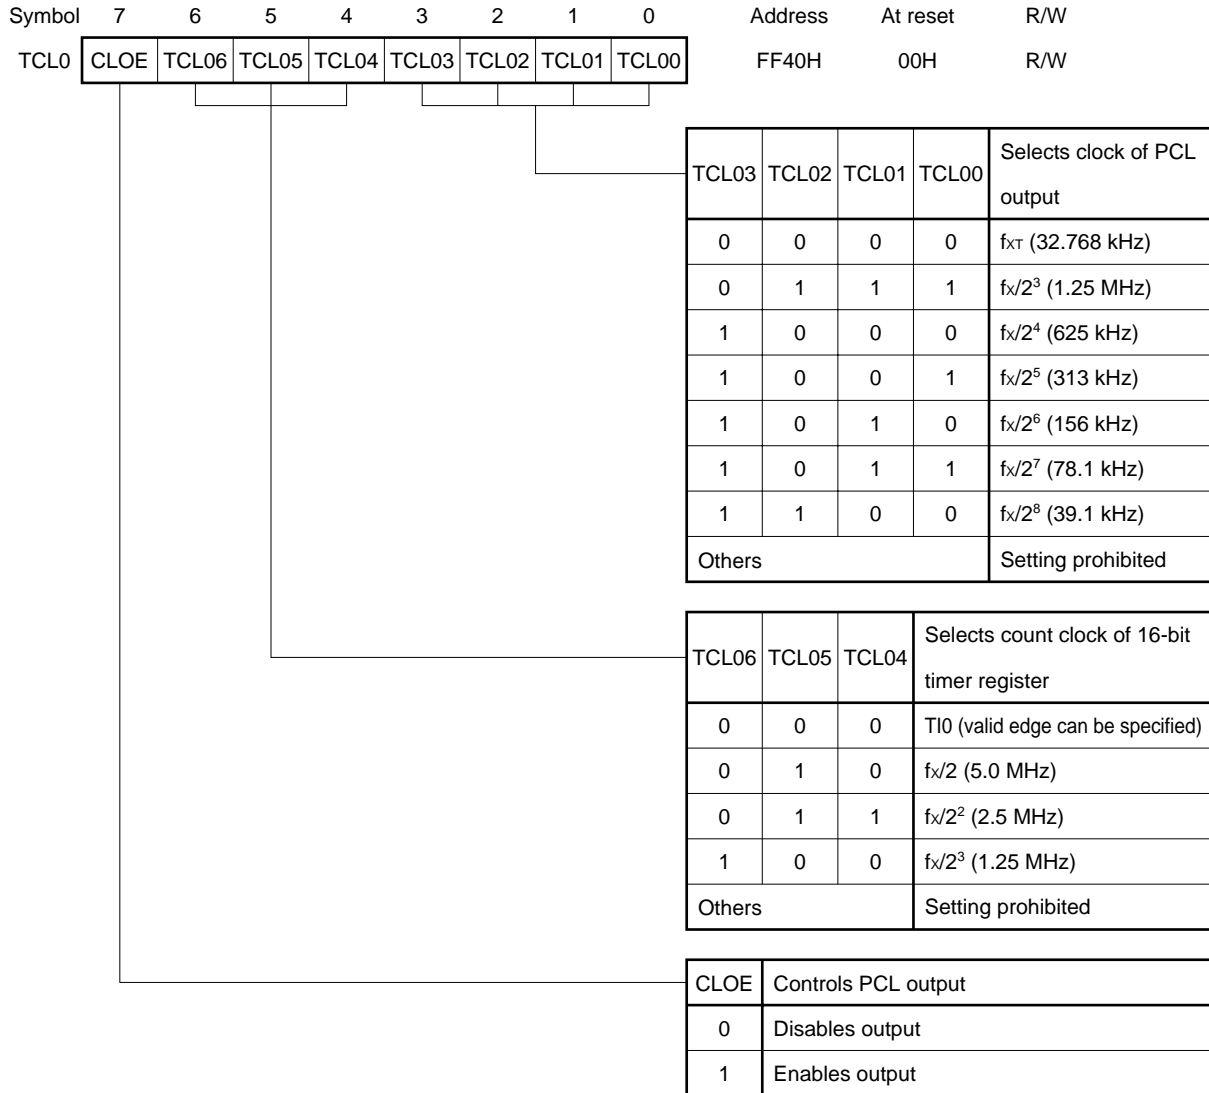 Symbol 7 6 5 4 3 2 1 0 Address At reset R/W
TCL0 CLOE TCL06 TCL05 TCL04 TCL03 TCL02 TCL01 TCL00 FF40H 00H R/W
TCL03 TCL02 TCL01 TCL00 Selects clock of PCL
output
0 0 0 0 fXT (32.768 kHz)
0 1 1 1 fX/2³ (1.25 MHz)
1 0 0 0 fX/2⁴ (625 kHz)
1 0 0 1 fX/2⁵ (313 kHz)
1 0 1 0 fX/2⁶ (156 kHz)
1 0 1 1 fX/2⁷ (78.1 kHz)
1 1 0 0 fX/2⁸ (39.1 kHz)
Others Setting prohibited
TCL06 TCL05 TCL04 Selects count clock of 16-bit
timer register
0 0 0 TI0 (valid edge can be specified)
0 1 0 fX/2 (5.0 MHz)
0 1 1 fX/2² (2.5 MHz)
1 0 0 fX/2³ (1.25 MHz)
Others Setting prohibited
CLOE Controls PCL output
0 Disables output
1 Enables output